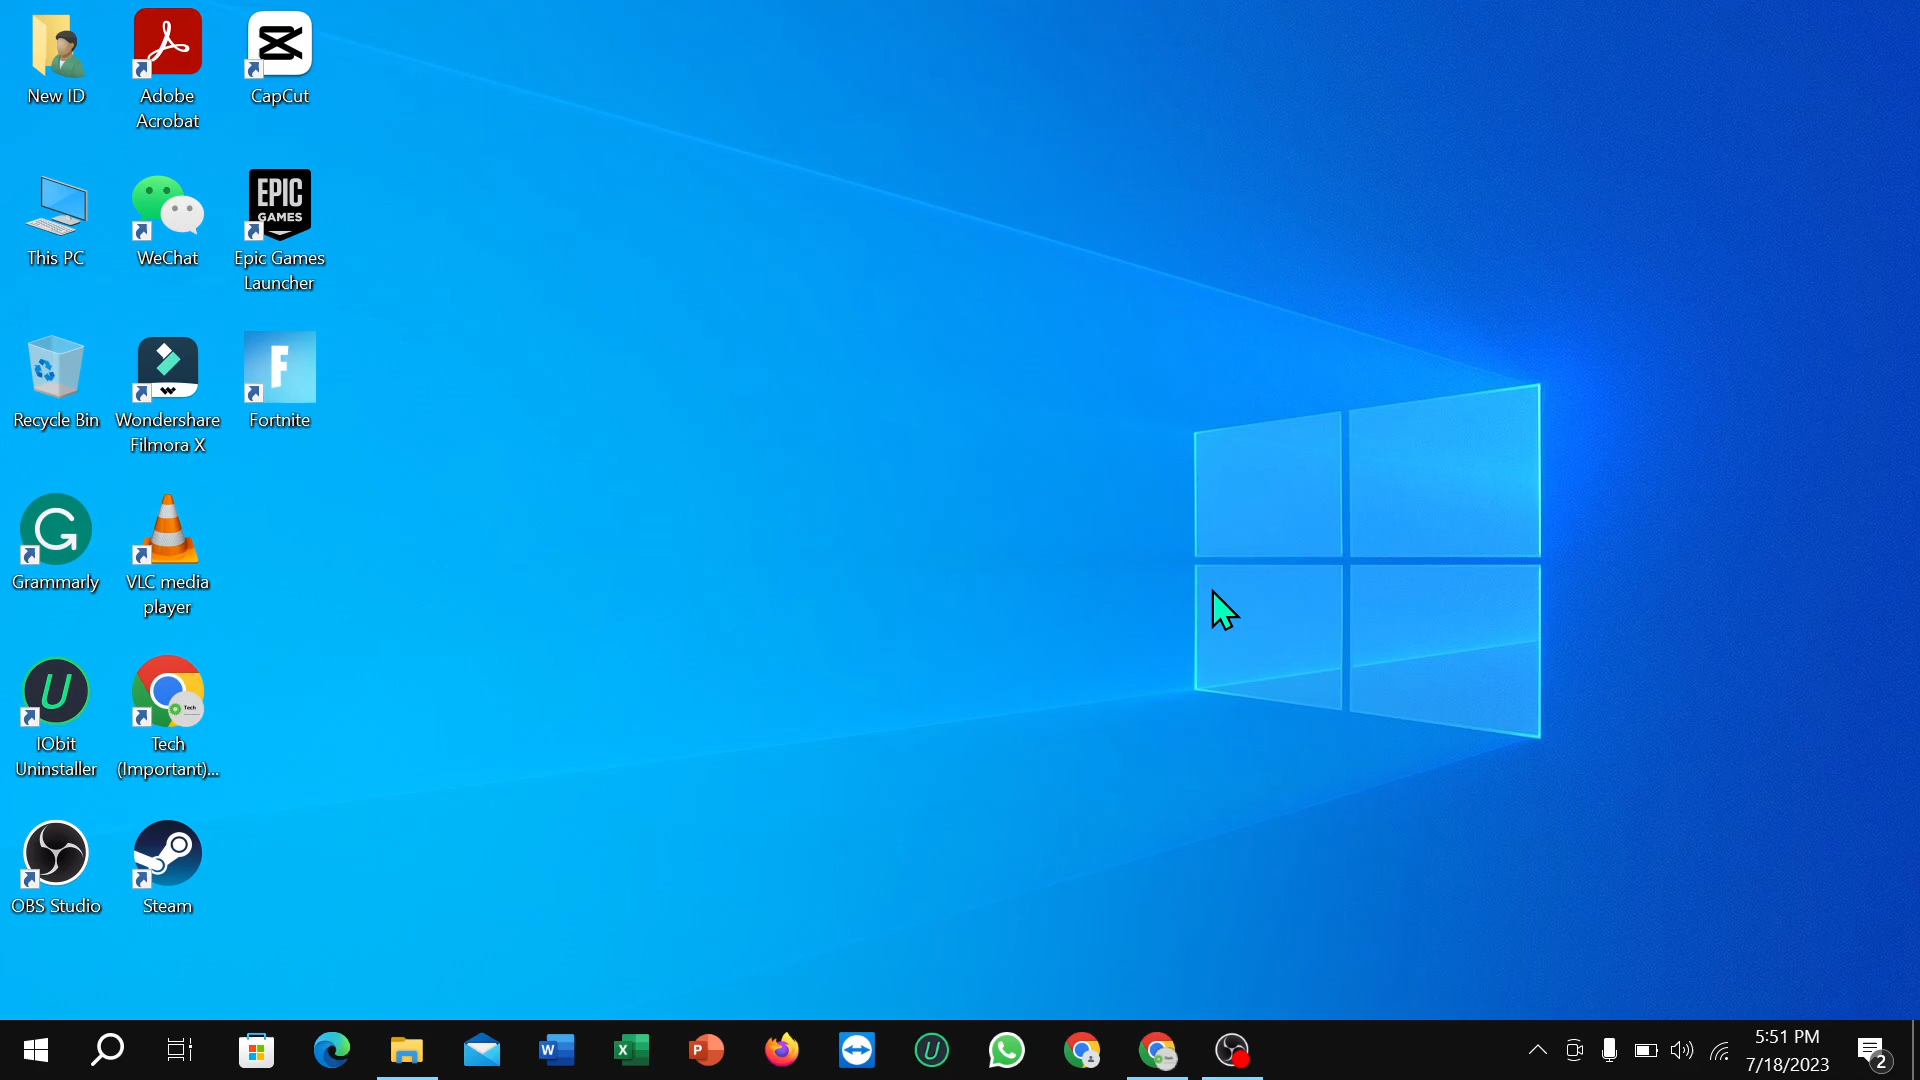 New ID
Adobe
Acrobat
CapCut
This PC
WeChat
EPIC
GAMES
Epic Games
Launcher
Recycle Bin
Wondershare
Filmora X
F
Fortnite
Grammarly
VLC media
player
IObit
Uninstaller
Tech
Tech
(Important)...
OBS Studio
Steam
5:51 PM
7/18/2023
2